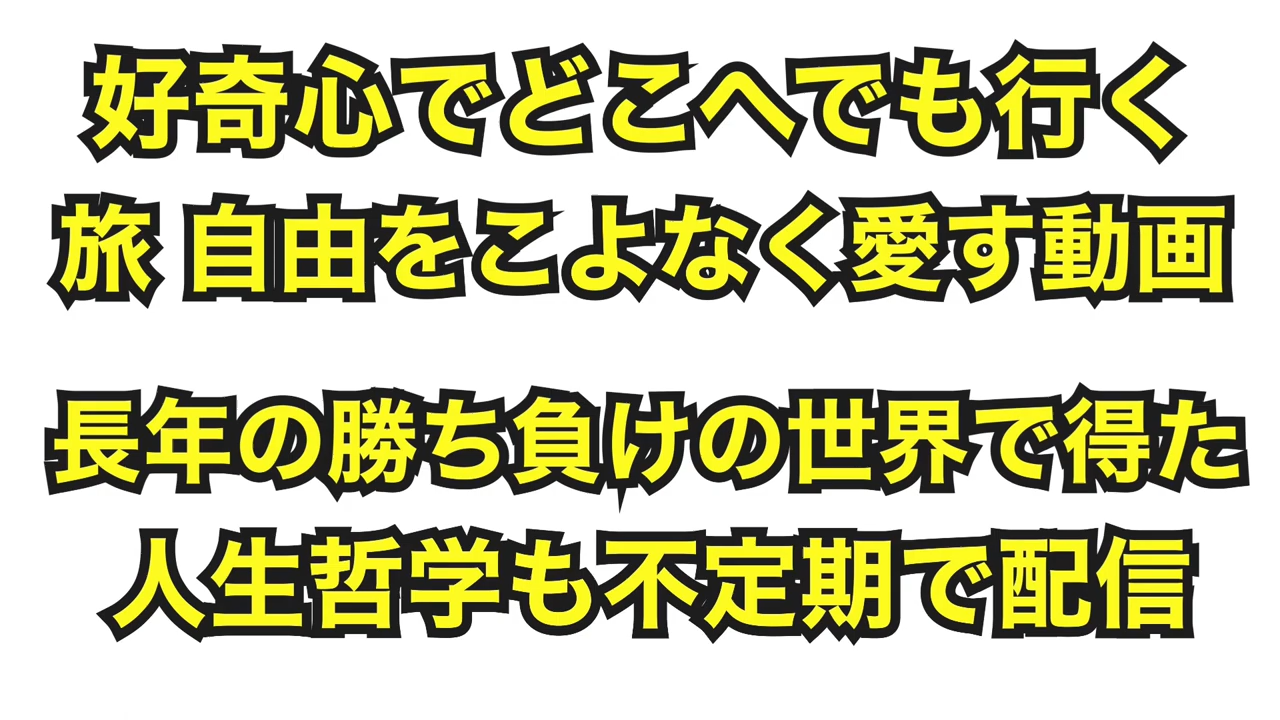 好奇心でどこへでも行く
旅 自由をこよなく愛す動画
長年の勝ち負けの世界で得た
人生哲学も不定期で配信